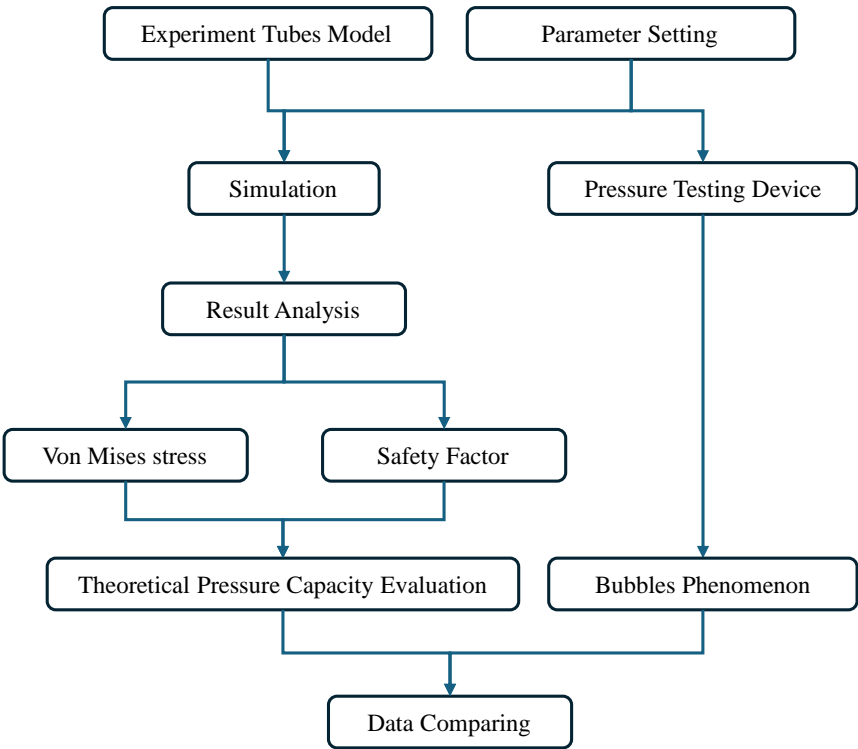 Experiment Tubes Model
Parameter Setting
Simulation
Pressure Testing Device
Result Analysis
Von Mises stress
Safety Factor
Theoretical Pressure Capacity Evaluation
Bubbles Phenomenon
Data Comparing